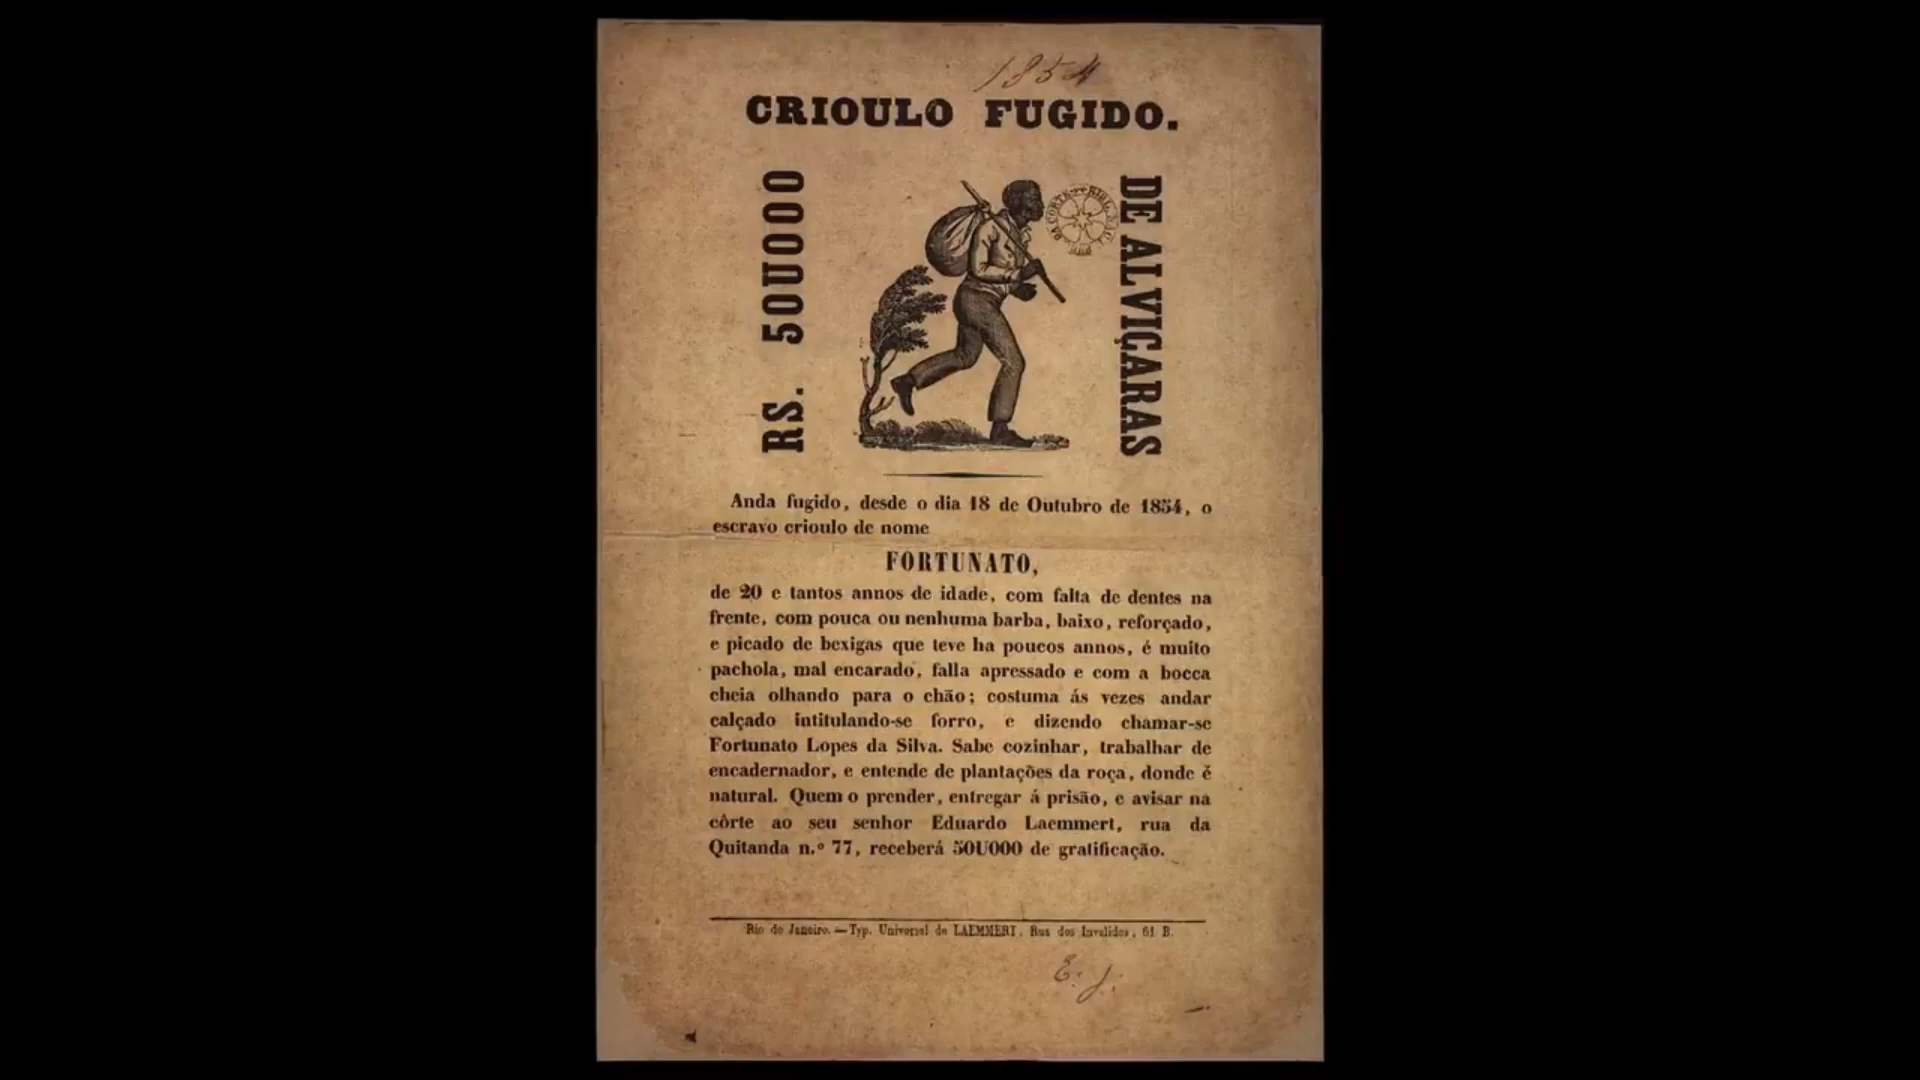 1854
CRIOULO FUGIDO.
RS. 50U000
DE ALVIÇARAS
Anda fugido, desde o dia 18 de Outubro de 1854, o
escravo crioulo de nome
FORTUNATO,
de 20 e tantos annos de idade, com falta de dentes na
frente, com pouca ou nenhuma barba, baixo, reforçado,
e picado de bexigas que teve ha poucos annos, é muito
pachola, mal encarado, falla apressado e com a bocca
cheia olhando para o chão; costuma ás vezes andar
calçado intitulando-se forro, e dizendo chamar-se
Fortunato Lopes da Silva. Sabe cozinhar, trabalhar de
encadernador, e entende de plantações da roça, donde é
natural. Quem o prender, entregar á prisão, e avisar na
côrte ao seu senhor Eduardo Laemmert, rua da
Quitanda n.º 77, receberá 50U000 de gratificação.
Rio de Janeiro. — Typ. Universal de LAEMMERT, Rua dos Invalidos, 61 B.
E. J.